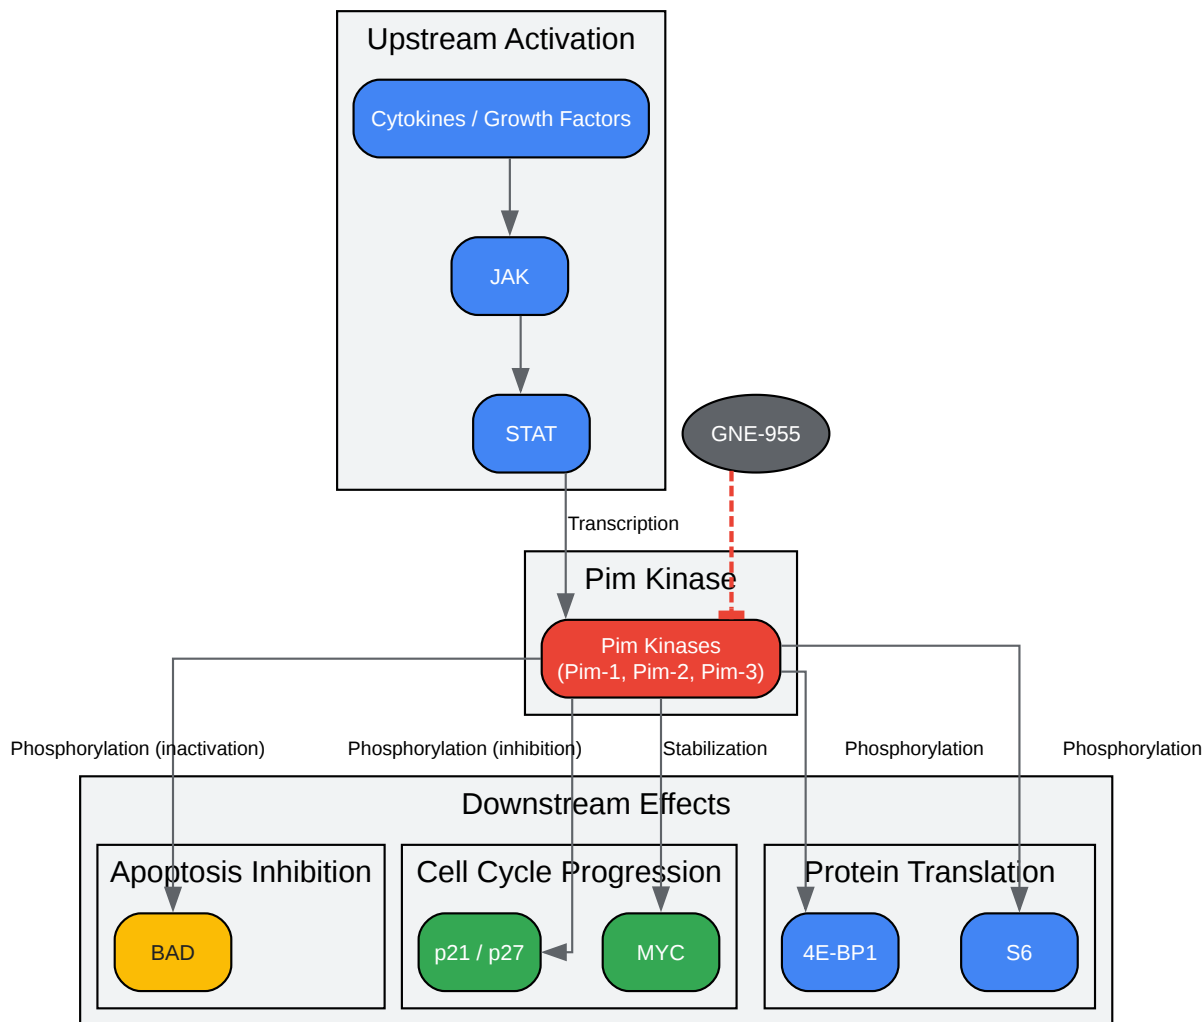 Upstream Activation
Cytokines / Growth Factors
JAK
STAT
GNE-955
Transcription
Pim Kinase
Pim Kinases
(Pim-1, Pim-2, Pim-3)
Phosphorylation (inactivation)
Phosphorylation (inhibition)
Stabilization
Phosphorylation
Phosphorylation
Downstream Effects
Apoptosis Inhibition
Cell Cycle Progression
Protein Translation
BAD
p21 / p27
MYC
4E-BP1
S6